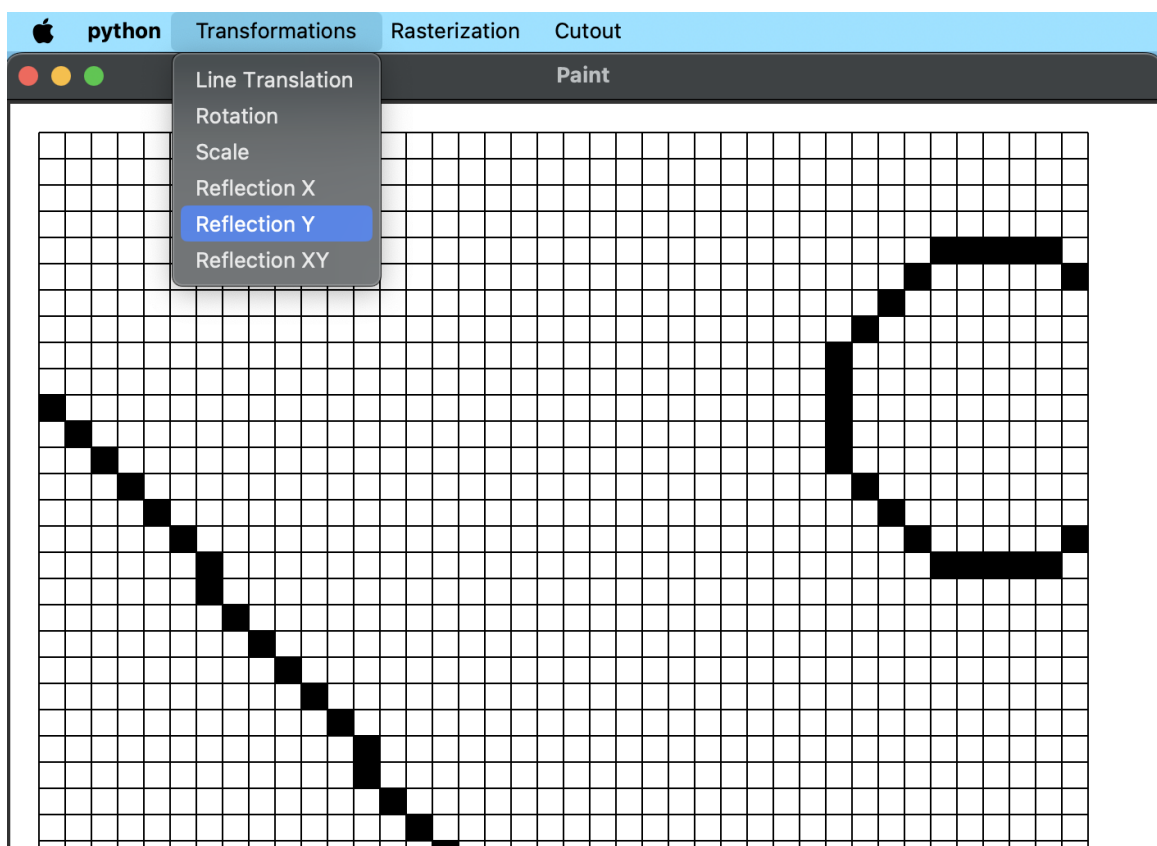 python Transformations Rasterization Cutout
Paint
Line Translation
Rotation
Scale
Reflection X
Reflection Y
Reflection XY